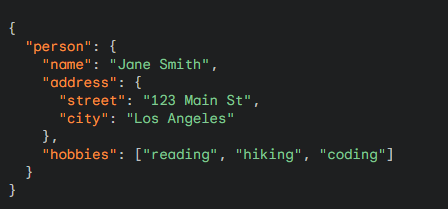 {
  "person": {
    "name": "Jane Smith",
    "address": {
      "street": "123 Main St",
      "city": "Los Angeles"
    },
    "hobbies": ["reading", "hiking", "coding"]
  }
}